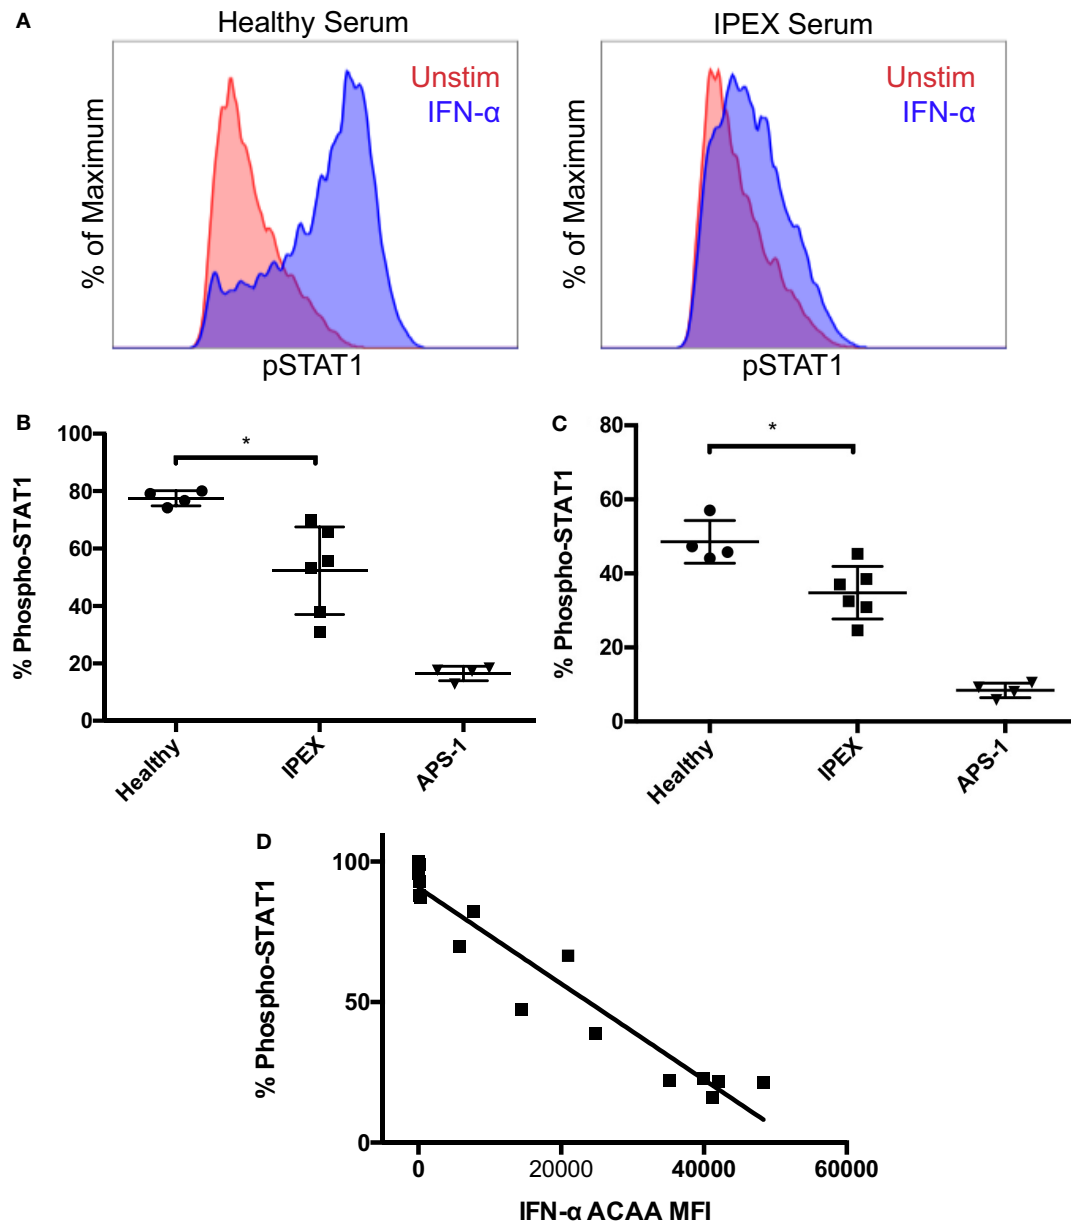 A
Healthy Serum
Unstim
IFN-α
% of Maximum
pSTAT1
IPEX Serum
Unstim
IFN-α
% of Maximum
pSTAT1
B
% Phospho-STAT1
100
80
60
40
20
0
*
Healthy
IPEX
APS-1
C
% Phospho-STAT1
80
60
40
20
0
*
Healthy
IPEX
APS-1
D
% Phospho-STAT1
100
50
0
0 20000 40000 60000
IFN-α ACAA MFI